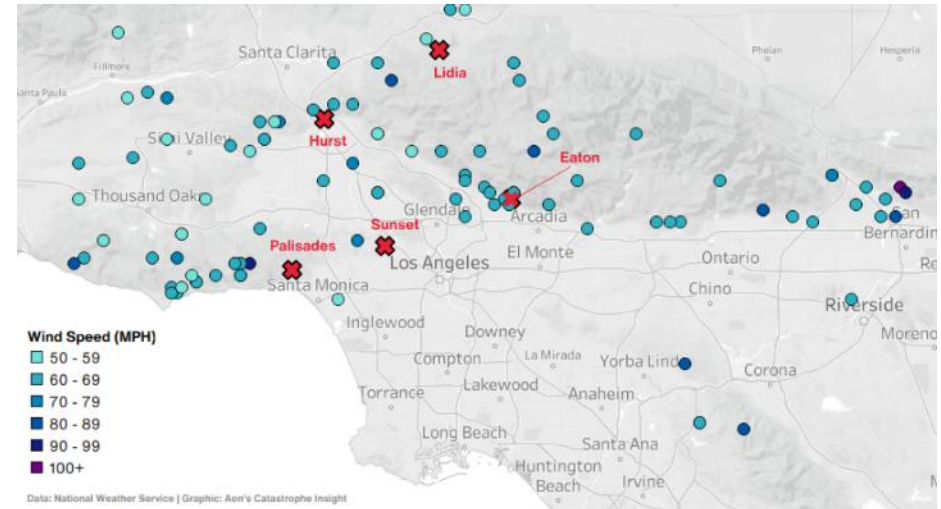 Santa Clarita
Phelan
Hesperia
Lidia
Fillmore
Santa Paula
Simi Valley
Hurst
Eaton
Thousand Oaks
Glendale
Arcadia
San
Bernardin
Sunset
Palisades
Los Angeles
El Monte
Ontario
Re
Santa Monica
Chino
Riverside
Inglewood
Downey
Moreno
Wind Speed (MPH)
50 - 59
60 - 69
70 - 79
80 - 89
90 - 99
100+
Compton
La Mirada
Yorba Linda
Corona
Torrance
Lakewood
Anaheim
Long Beach
Santa Ana
Huntington
Beach
Irvine
Data: National Weather Service | Graphic: Aon's Catastrophe Insight